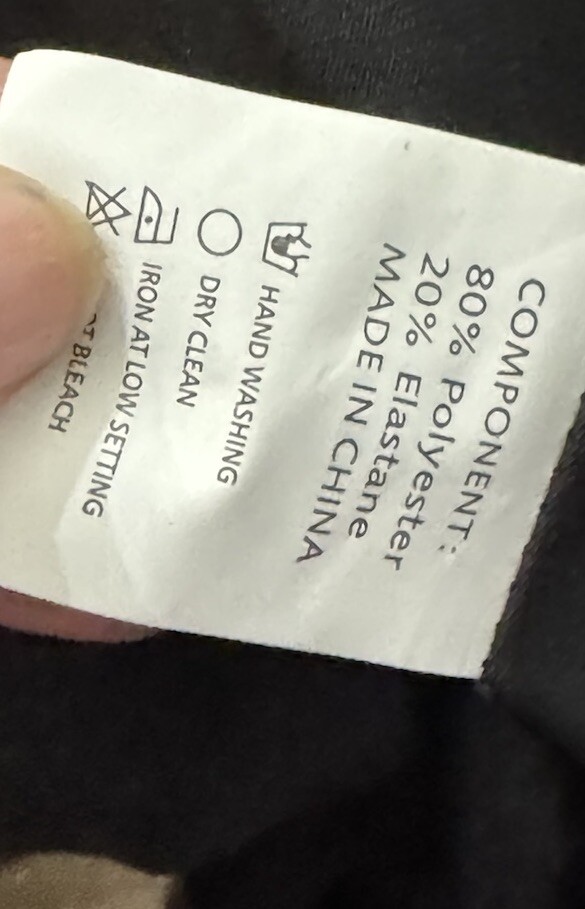 COMPONENT:
80% Polyester
20% Elastane
MADE IN CHINA
HAND WASHING
DRY CLEAN
IRON AT LOW SETTING
BLEACH